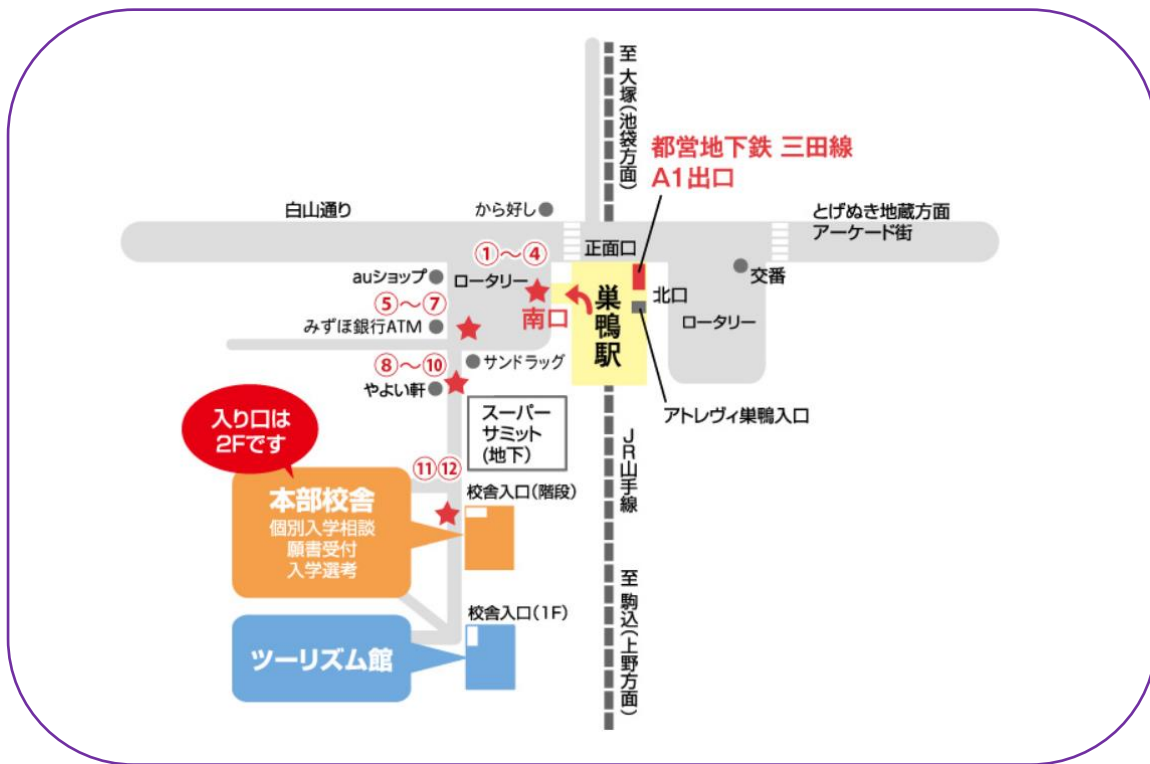 至 大塚(池袋方面)
都営地下鉄 三田線
A1出口
白山通り
から好し
正面口
とげぬき地蔵方面
アーケード街
①〜④
ロータリー
auショップ
⑤〜⑦
みずほ銀行ATM
南口
巣鴨駅
北口
交番
ロータリー
⑧〜⑩
サンドラッグ
やよい軒
アトレヴィ巣鴨入口
スーパー
サミット
(地下)
JR山手線
入り口は
2Fです
⑪⑫
校舎入口(階段)
本部校舎
個別入学相談
願書受付
入学選考
校舎入口(1F)
ツーリズム館
至 駒込(上野方面)